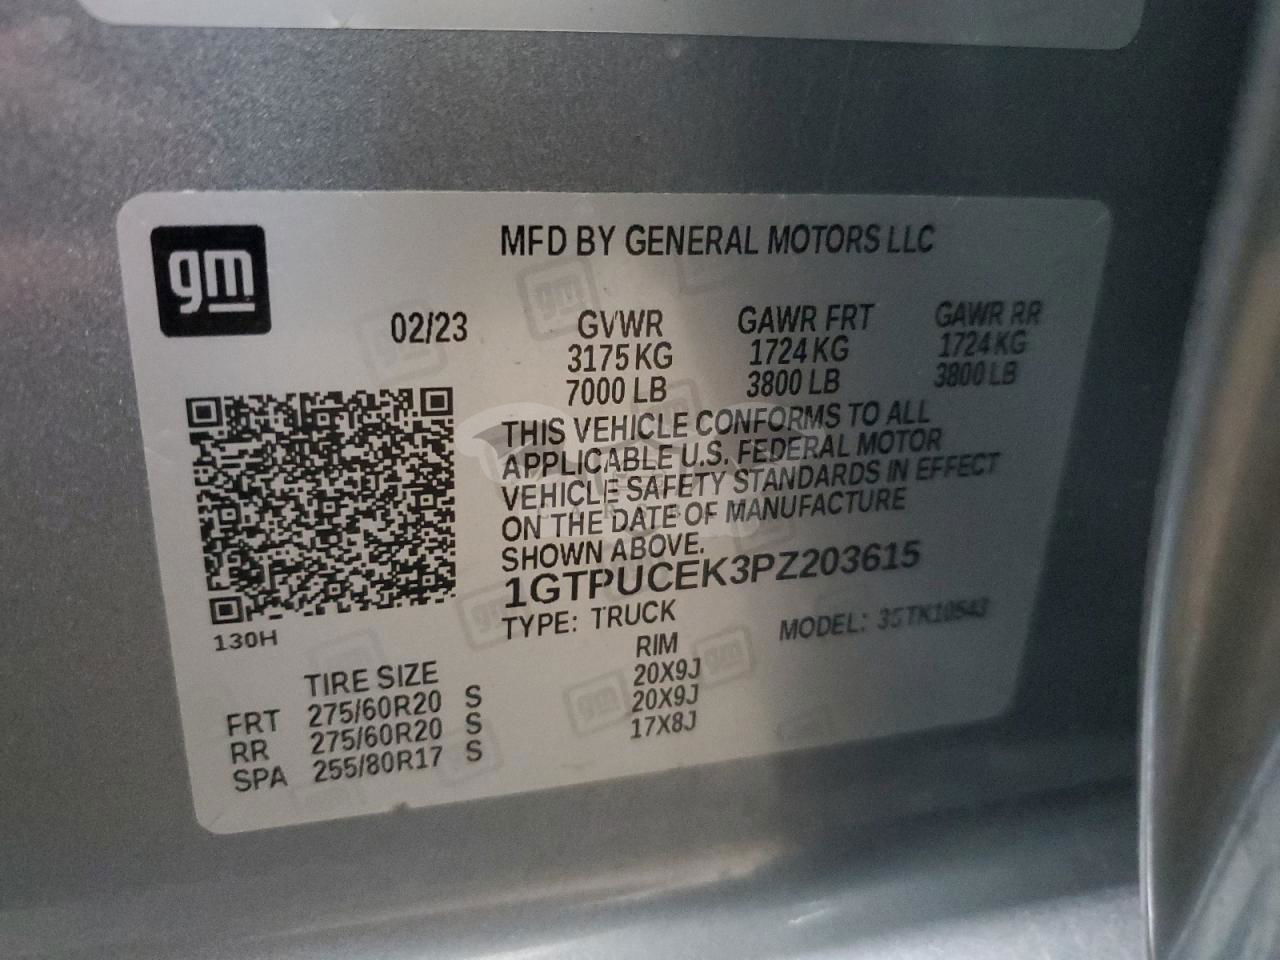 gm
MFD BY GENERAL MOTORS LLC
02/23 GVWR GAWR FRT GAWR RR
3175 KG 1724 KG 1724 KG
7000 LB 3800 LB 3800 LB
THIS VEHICLE CONFORMS TO ALL
APPLICABLE U.S. FEDERAL MOTOR
VEHICLE SAFETY STANDARDS IN EFFECT
ON THE DATE OF MANUFACTURE
SHOWN ABOVE.
1GTPUCEK3PZ203615
TYPE: TRUCK MODEL:
130H
TIRE SIZE RIM
FRT 275/60R20 S 20X9J
RR 275/60R20 S 20X9J
SPA 255/80R17 S 17X8J